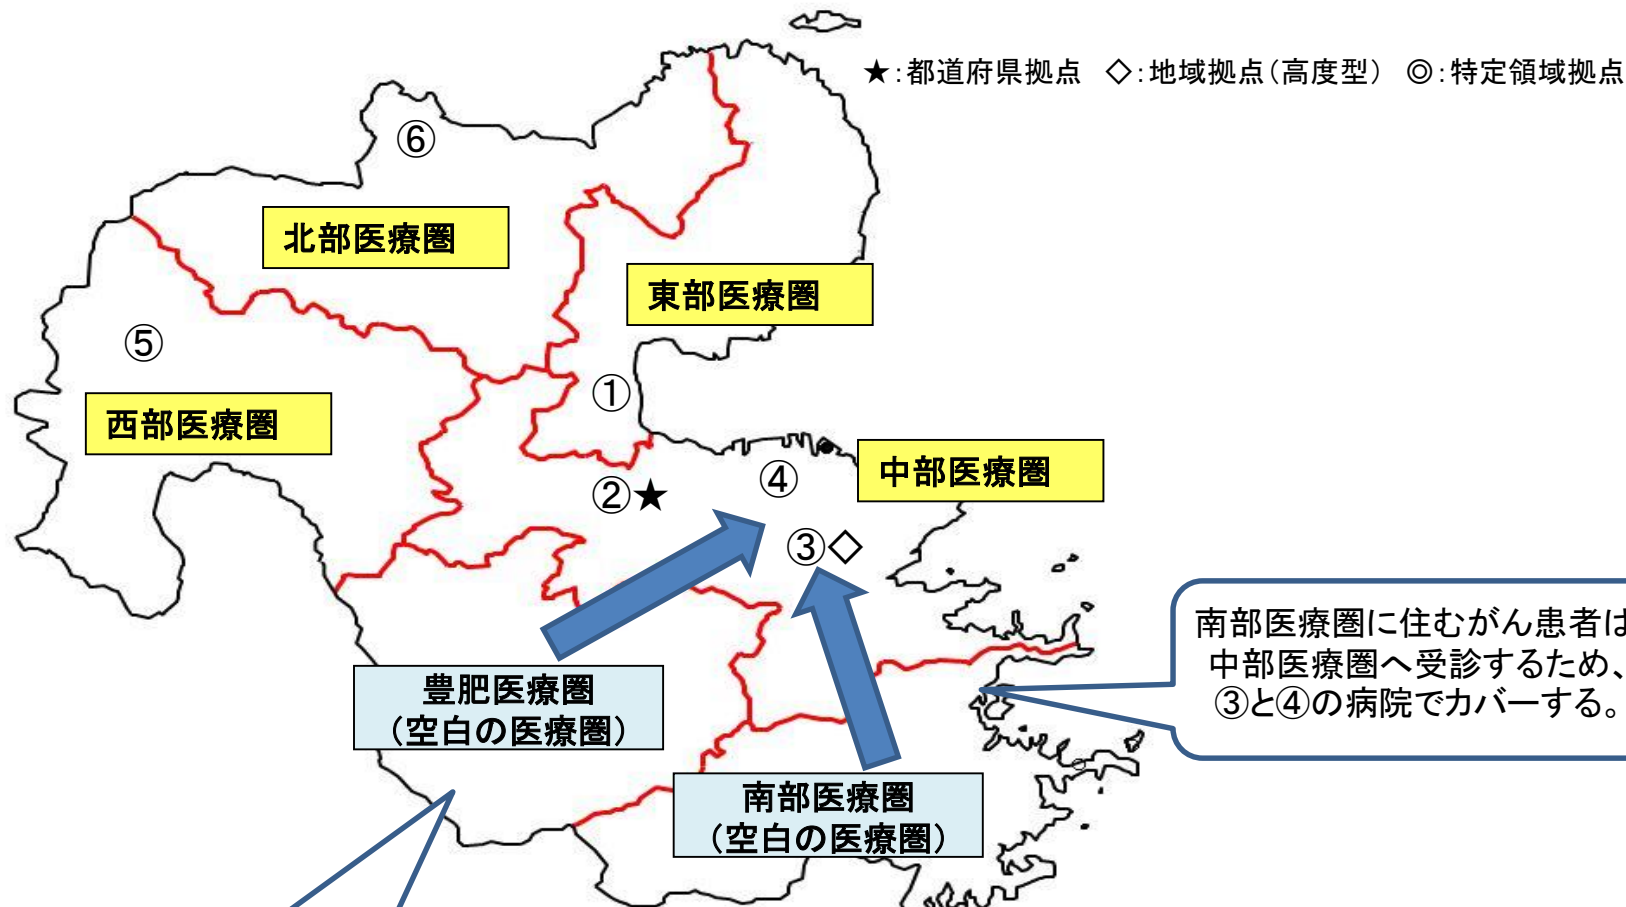 ★:都道府県拠点 ◇:地域拠点(高度型) ◎:特定領域拠点
⑥
北部医療圏
東部医療圏
⑤
①
西部医療圏
中部医療圏
④
②★
③◇
南部医療圏に住むがん患者は
中部医療圏へ受診するため、
③と④の病院でカバーする。
豊肥医療圏
(空白の医療圏)
南部医療圏
(空白の医療圏)